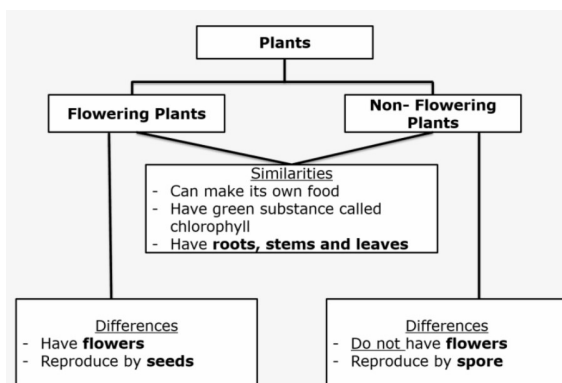 Plants
Flowering Plants
Non- Flowering
Plants
Similarities
- Can make its own food
- Have green substance called
chlorophyll
- Have roots, stems and leaves
Differences
- Have flowers
- Reproduce by seeds
Differences
- Do not have flowers
- Reproduce by spore